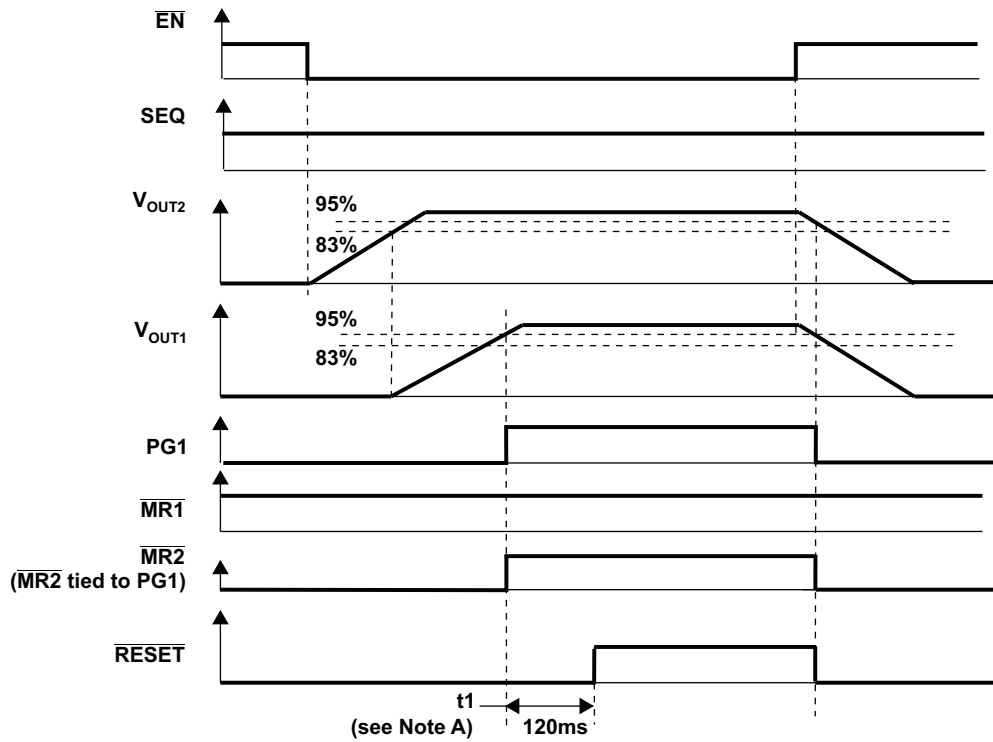 EN
SEQ
VOUT2
95%
83%
VOUT1
95%
83%
PG1
MR1
MR2
(MR2 tied to PG1)
RESET
t1
(see Note A)
120ms